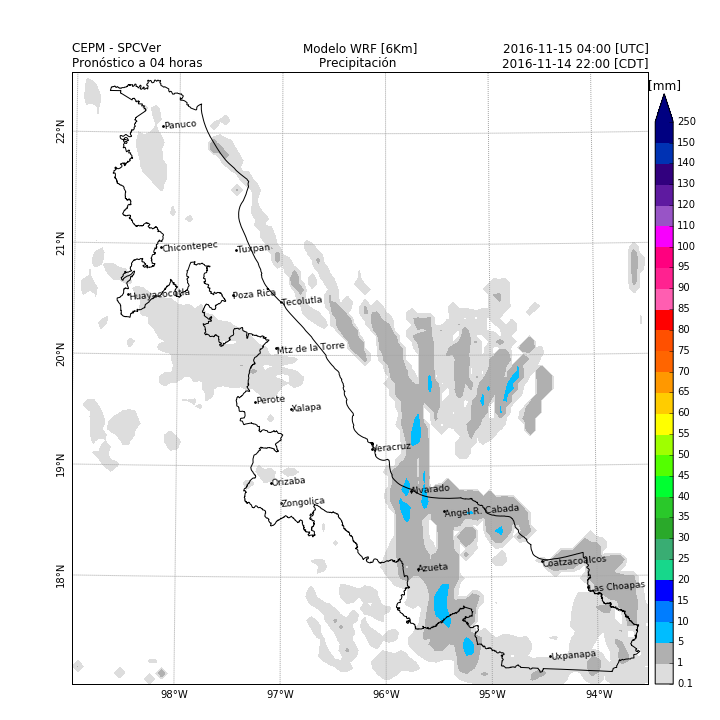 CEPM - SPCVer
Modelo WRF [6Km]
2016-11-15 04:00 [UTC]
Pronóstico a 04 horas
Precipitación
2016-11-14 22:00 [CDT]
[mm]
250
150
140
130
120
110
100
95
90
85
80
75
70
65
60
55
50
45
40
35
30
25
20
15
10
5
1
0.1
22°N
21°N
20°N
19°N
18°N
Panuco
Chicontepec
Tuxpan
Huayacocotla
Poza Rica
Tecolutla
Mtz de la Torre
Perote
Xalapa
Veracruz
Orizaba
Zongolica
Alvarado
Angel R. Cabada
Azueta
Coatzacoalcos
Las Choapas
Uxpanapa
98°W
97°W
96°W
95°W
94°W